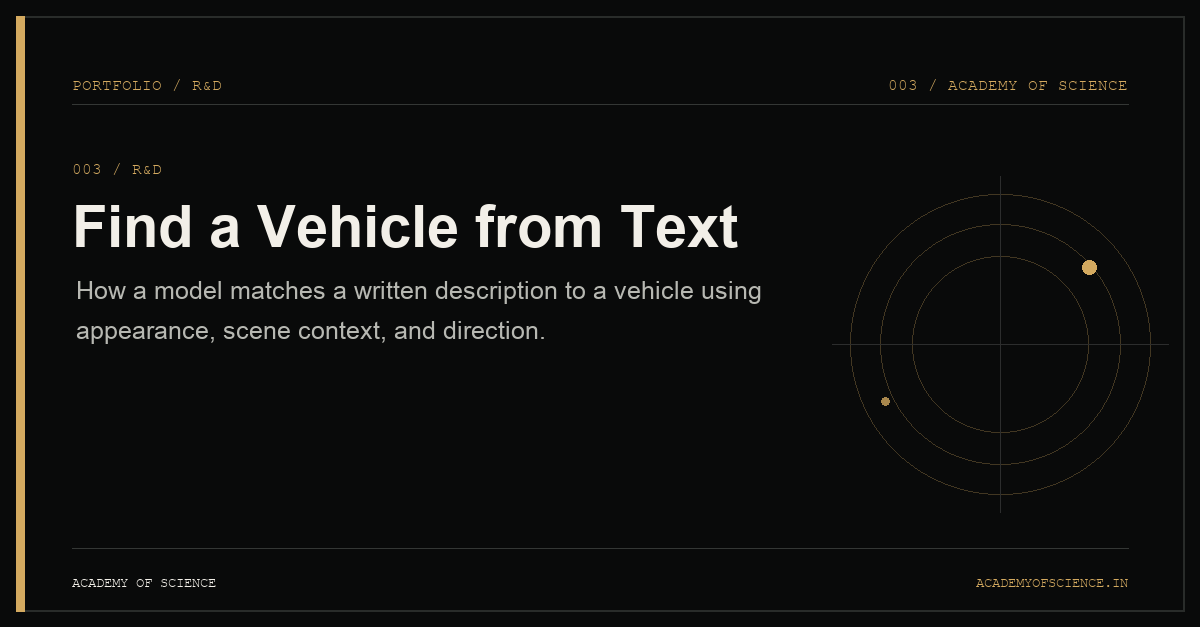 PORTFOLIO / R&D
003 / ACADEMY OF SCIENCE
003 / R&D
Find a Vehicle from Text
How a model matches a written description to a vehicle using
appearance, scene context, and direction.
ACADEMY OF SCIENCE
ACADEMYOFSCIENCE.IN